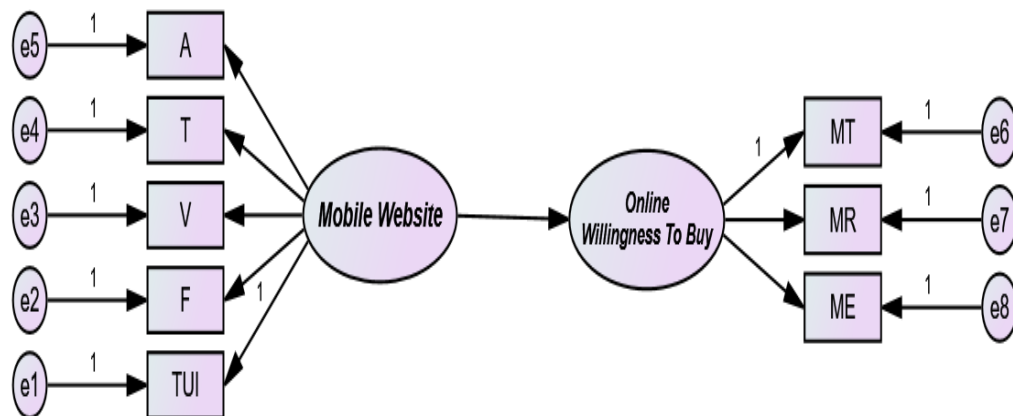 e5
1
A
e4
1
T
e3
1
V
e2
1
F
e1
1
TUI
1
Mobile Website
Online
Willingness To Buy
1
MT
1
e6
MR
1
e7
ME
1
e8